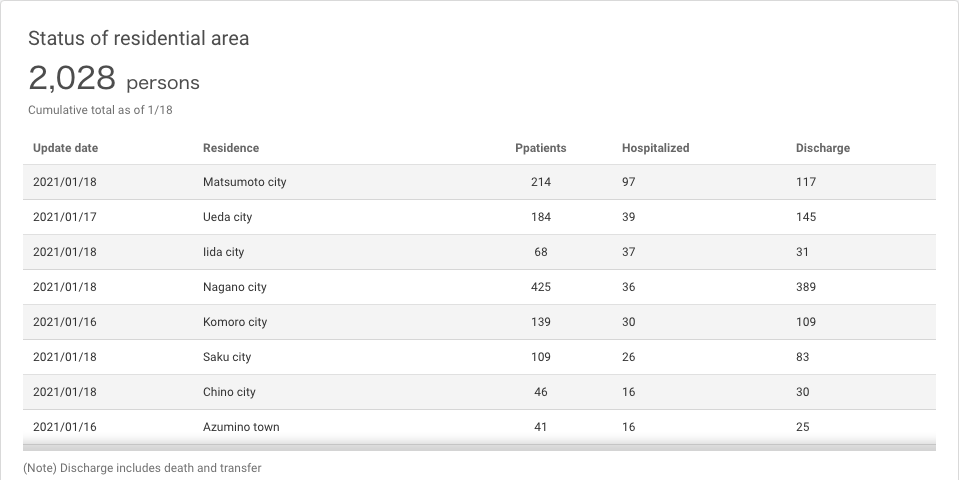 Status of residential area
2,028 persons
Cumulative total as of 1/18
Update date Residence Ppatients Hospitalized Discharge
2021/01/18 Matsumoto city 214 97 117
2021/01/17 Ueda city 184 39 145
2021/01/18 Iida city 68 37 31
2021/01/18 Nagano city 425 36 389
2021/01/16 Komoro city 139 30 109
2021/01/18 Saku city 109 26 83
2021/01/18 Chino city 46 16 30
2021/01/16 Azumino town 41 16 25
(Note) Discharge includes death and transfer